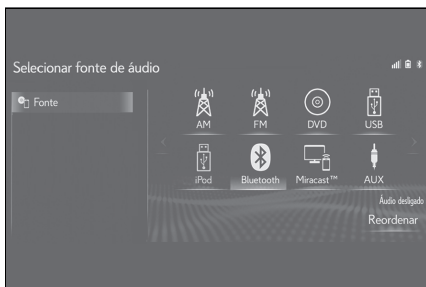 Selecionar fonte de áudio
Fonte
AM FM DVD USB
iPod Bluetooth Miracast™ AUX
Áudio desligado
Reordenar